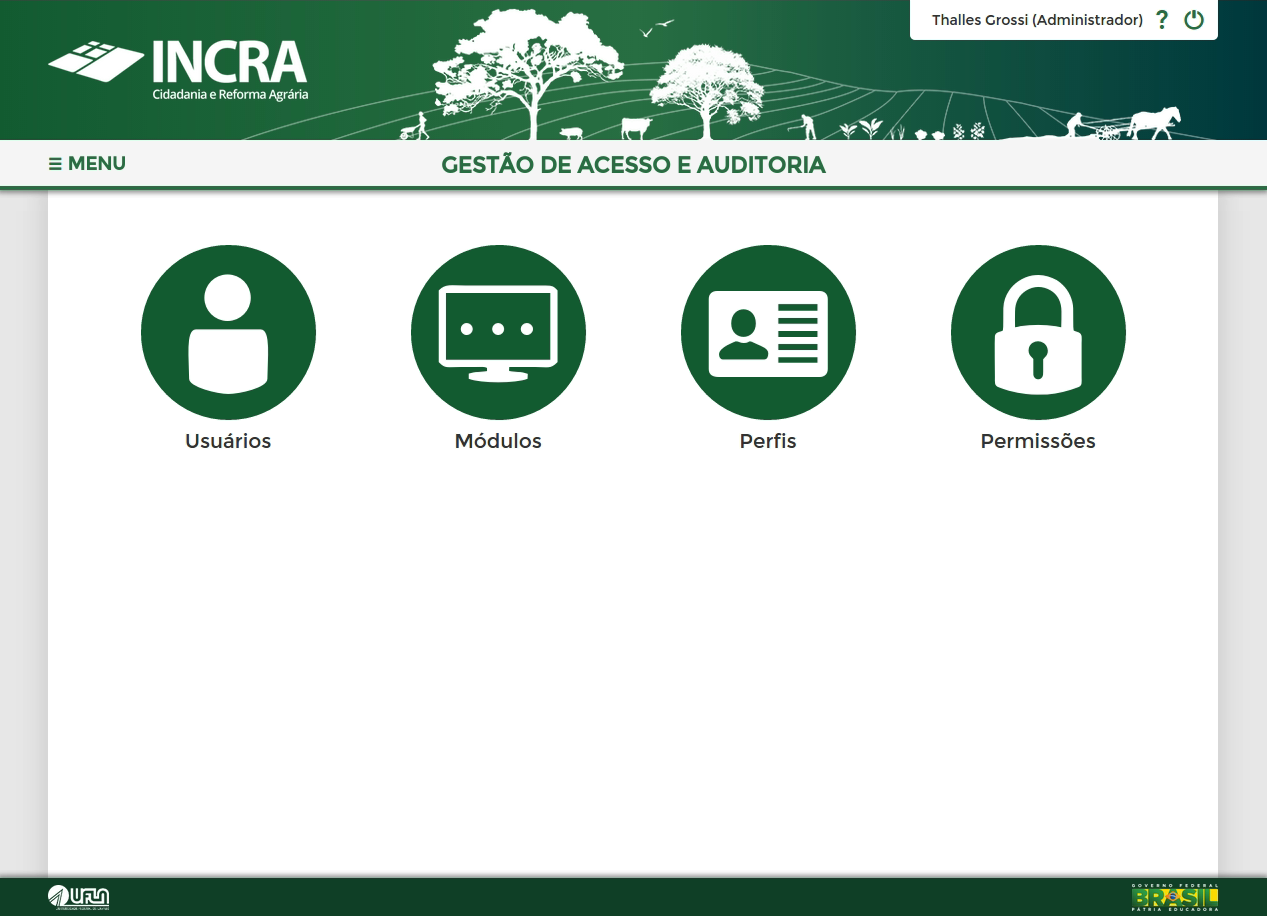 Thalles Grossi (Administrador) ?
INCRA
Cidadania e Reforma Agrária
☰ MENU
GESTÃO DE ACESSO E AUDITORIA
Usuários
Módulos
Perfis
Permissões
UFLA
GOVERNO FEDERAL
BRASIL
PÁTRIA EDUCADORA